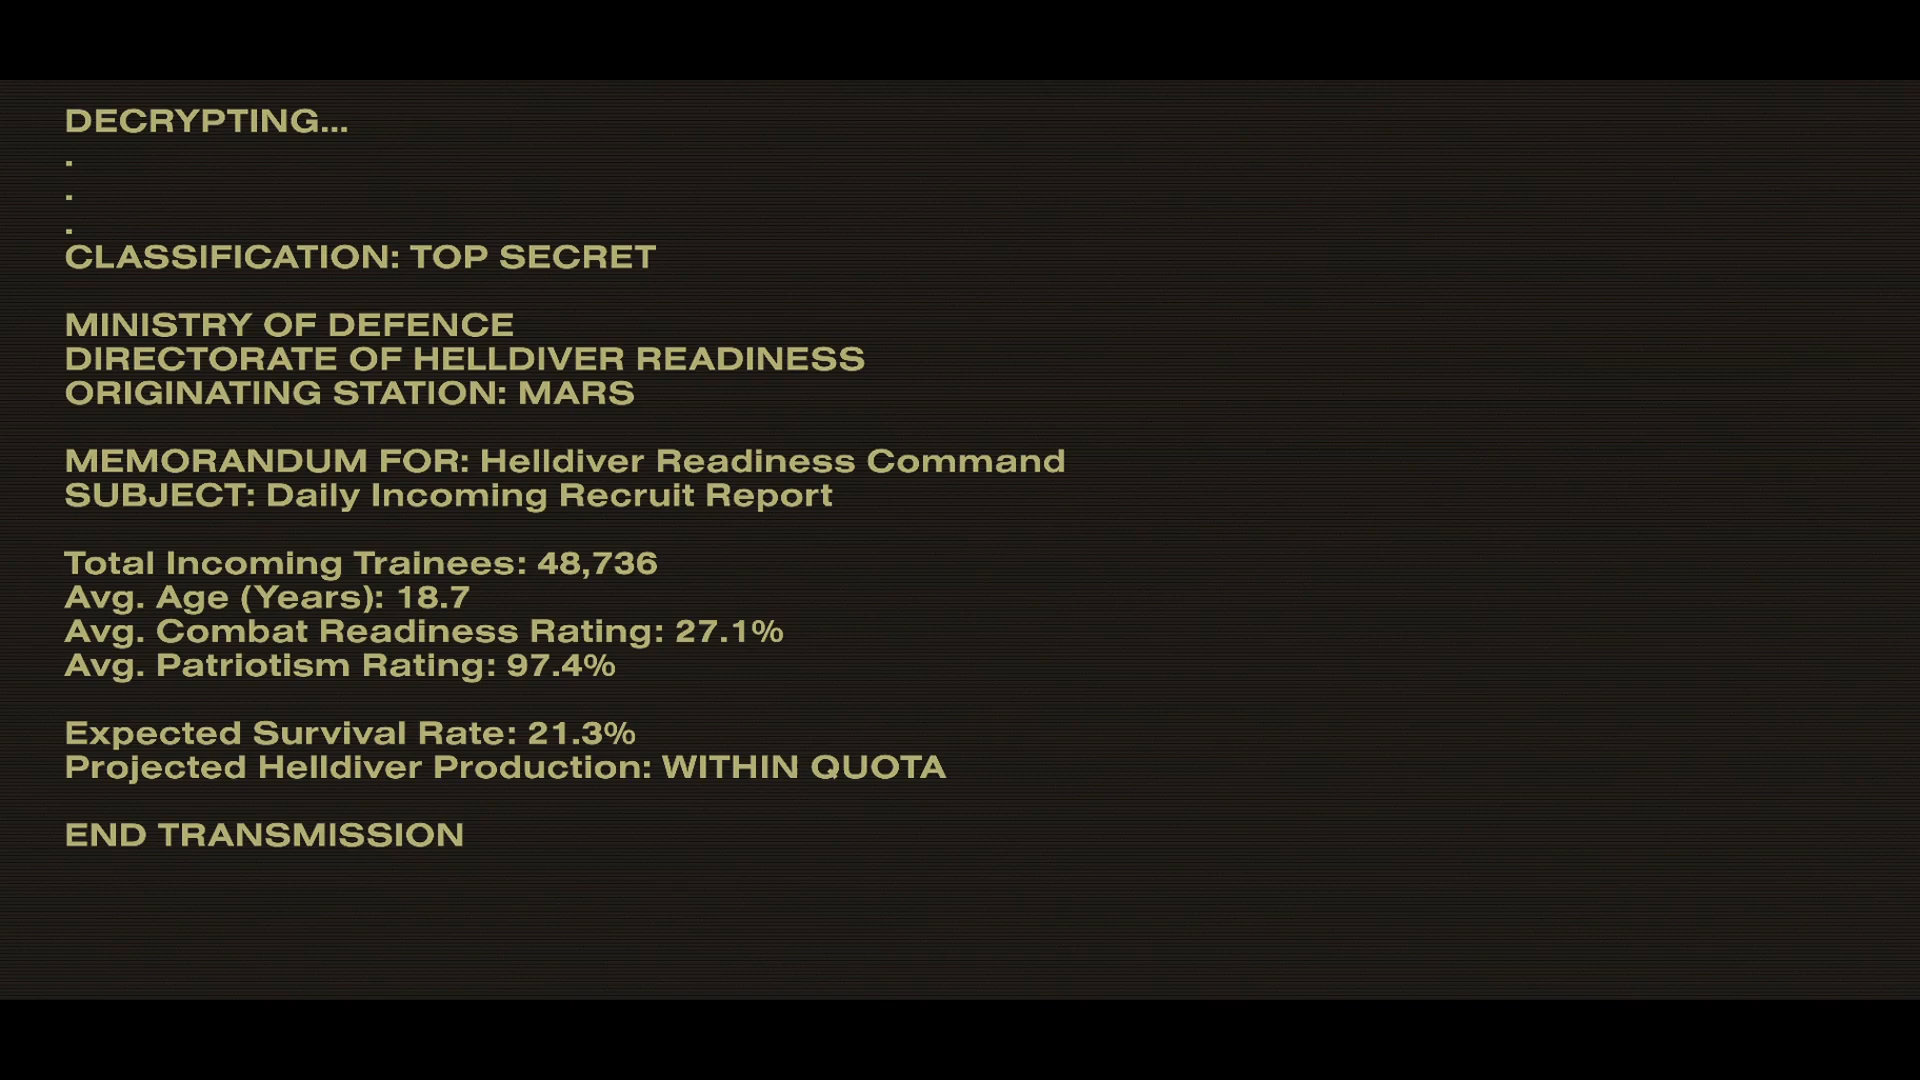 DECRYPTING...
.
.
.
CLASSIFICATION: TOP SECRET
MINISTRY OF DEFENCE
DIRECTORATE OF HELLDIVER READINESS
ORIGINATING STATION: MARS
MEMORANDUM FOR: Helldiver Readiness Command
SUBJECT: Daily Incoming Recruit Report
Total Incoming Trainees: 48,736
Avg. Age (Years): 18.7
Avg. Combat Readiness Rating: 27.1%
Avg. Patriotism Rating: 97.4%
Expected Survival Rate: 21.3%
Projected Helldiver Production: WITHIN QUOTA
END TRANSMISSION